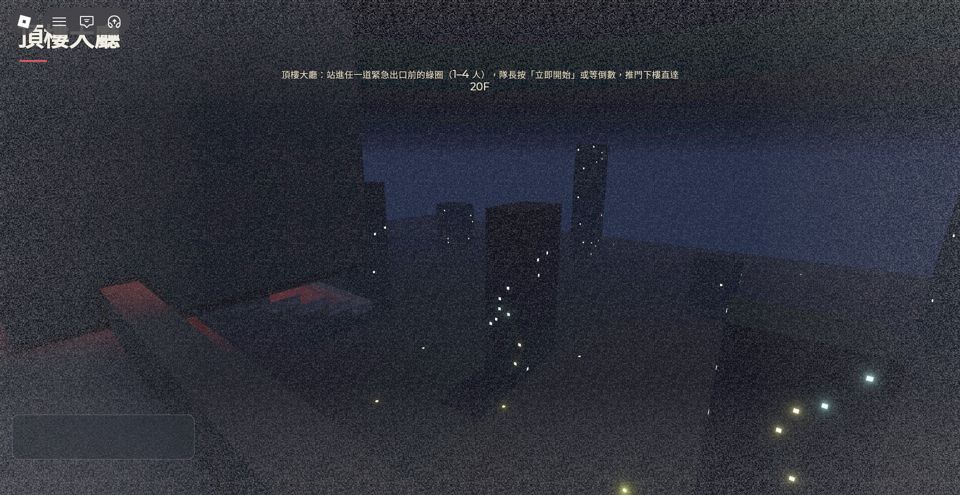 頂樓大廳
頂樓大廳：站進任一道緊急出口前的綠圈（1–4 人），隊長按「立即開始」或等倒數，推門下樓直達
20F